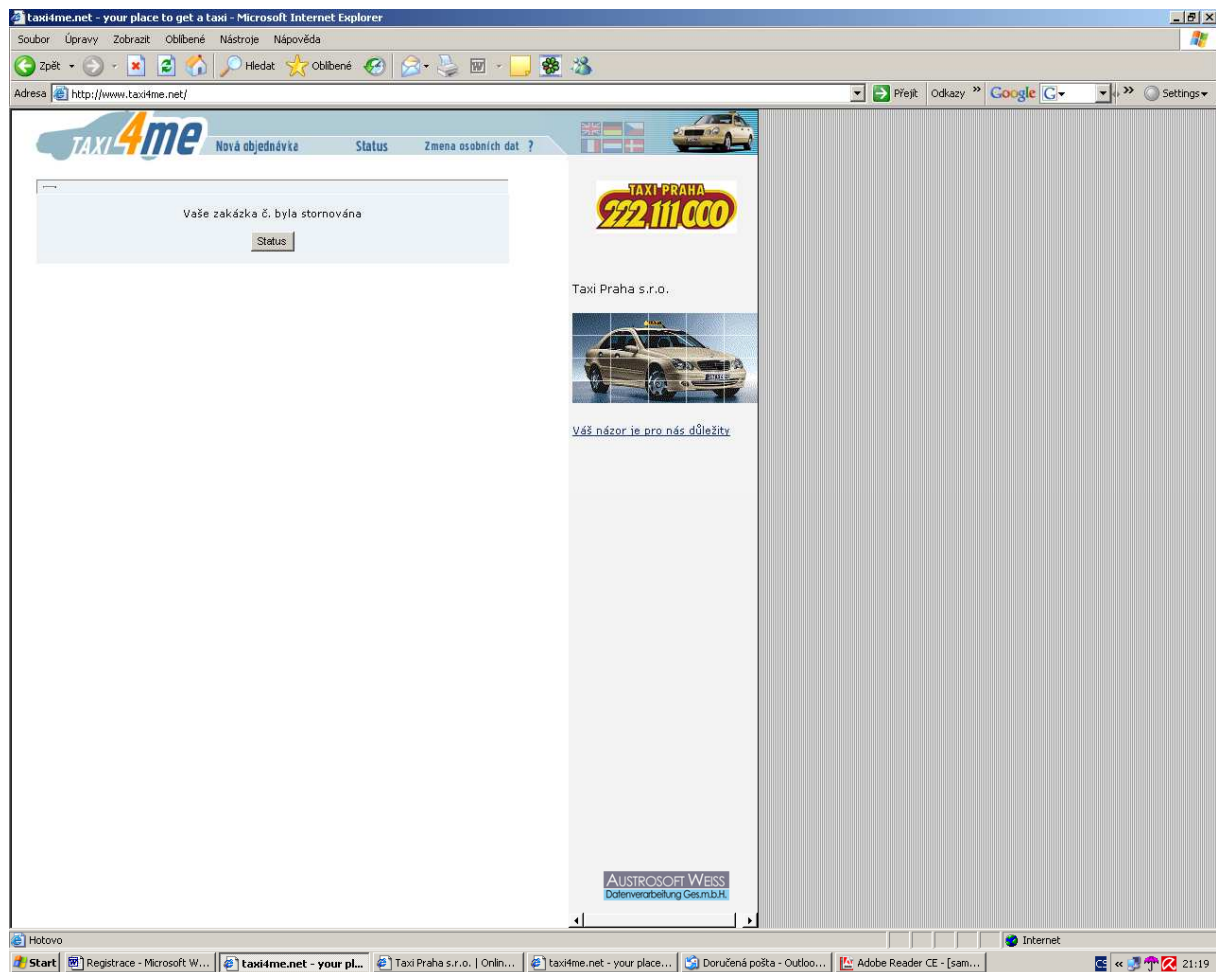 taxi4me.net - your place to get a taxi - Microsoft Internet Explorer
Soubor Úpravy Zobrazit Oblíbené Nástroje Nápověda
Zpět Hledat Oblíbené
Adresa http://www.taxi4me.net/ Přejít Odkazy » Google G » Settings
TAXI 4me Nová objednávka Status Zmena osobních dat ?
TAXI PRAHA
222 111 000
Vaše zakázka č. byla stornována
Status
Taxi Praha s.r.o.
Váš názor je pro nás důležity
AUSTROSOFT WEISS
Datenverarbeitung Ges.m.b.H.
Hotovo Internet
Start Registrace - Microsoft W... taxi4me.net - your pl... Taxi Praha s.r.o. | Onlin... taxi4me.net - your place... Doručená pošta - Outloo... Adobe Reader CE - [sam... CS « 21:19